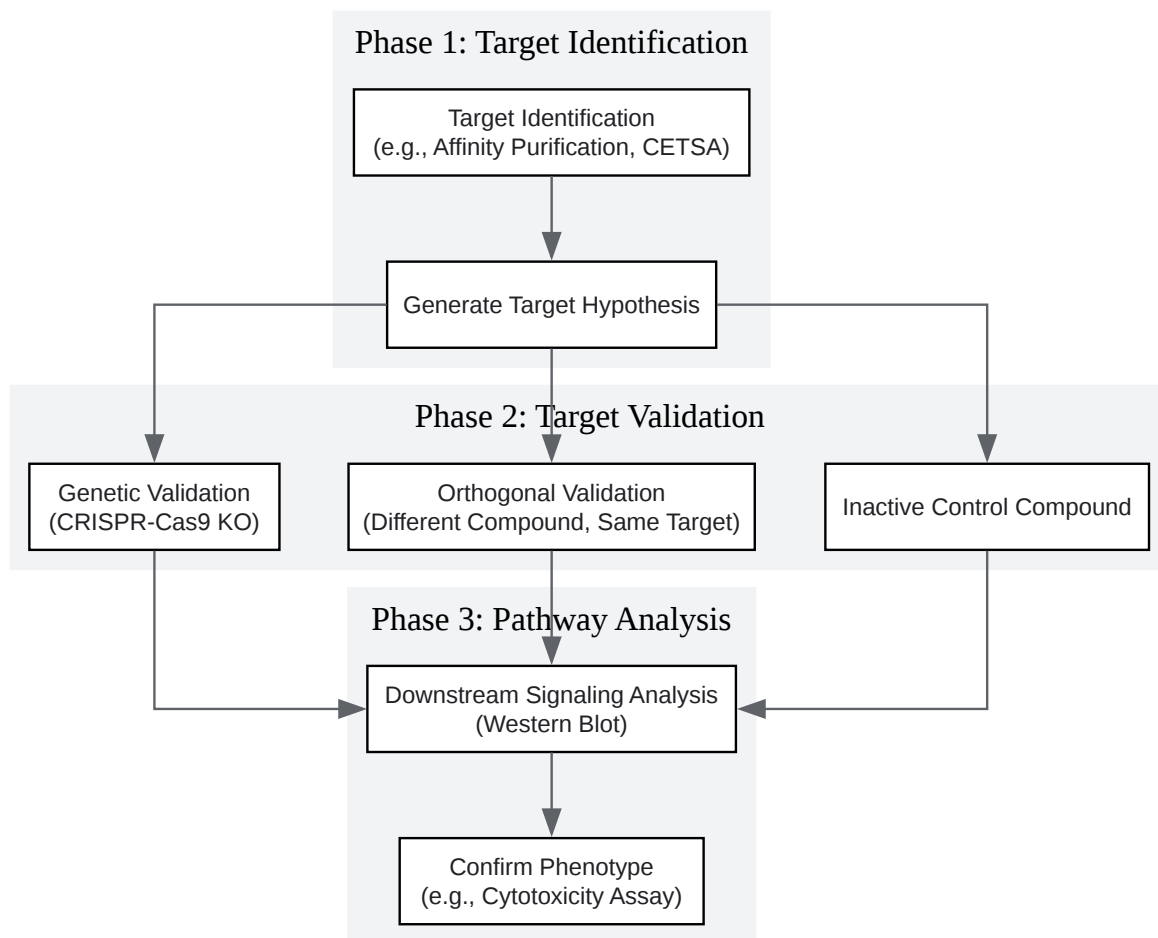 Phase 1: Target Identification
Target Identification
(e.g., Affinity Purification, CETSA)
Generate Target Hypothesis
Phase 2: Target Validation
Genetic Validation
(CRISPR-Cas9 KO)
Orthogonal Validation
(Different Compound, Same Target)
Inactive Control Compound
Phase 3: Pathway Analysis
Downstream Signaling Analysis
(Western Blot)
Confirm Phenotype
(e.g., Cytotoxicity Assay)